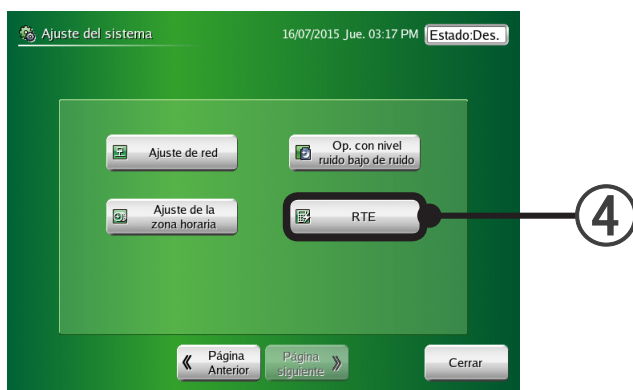 Ajuste del sistema
16/07/2015 Jue. 03:17 PM
Estado:Des.
Ajuste de red
Op. con nivel
ruido bajo de ruido
Ajuste de la
zona horaria
RTE
4
Página
Anterior
Página
siguiente
Cerrar